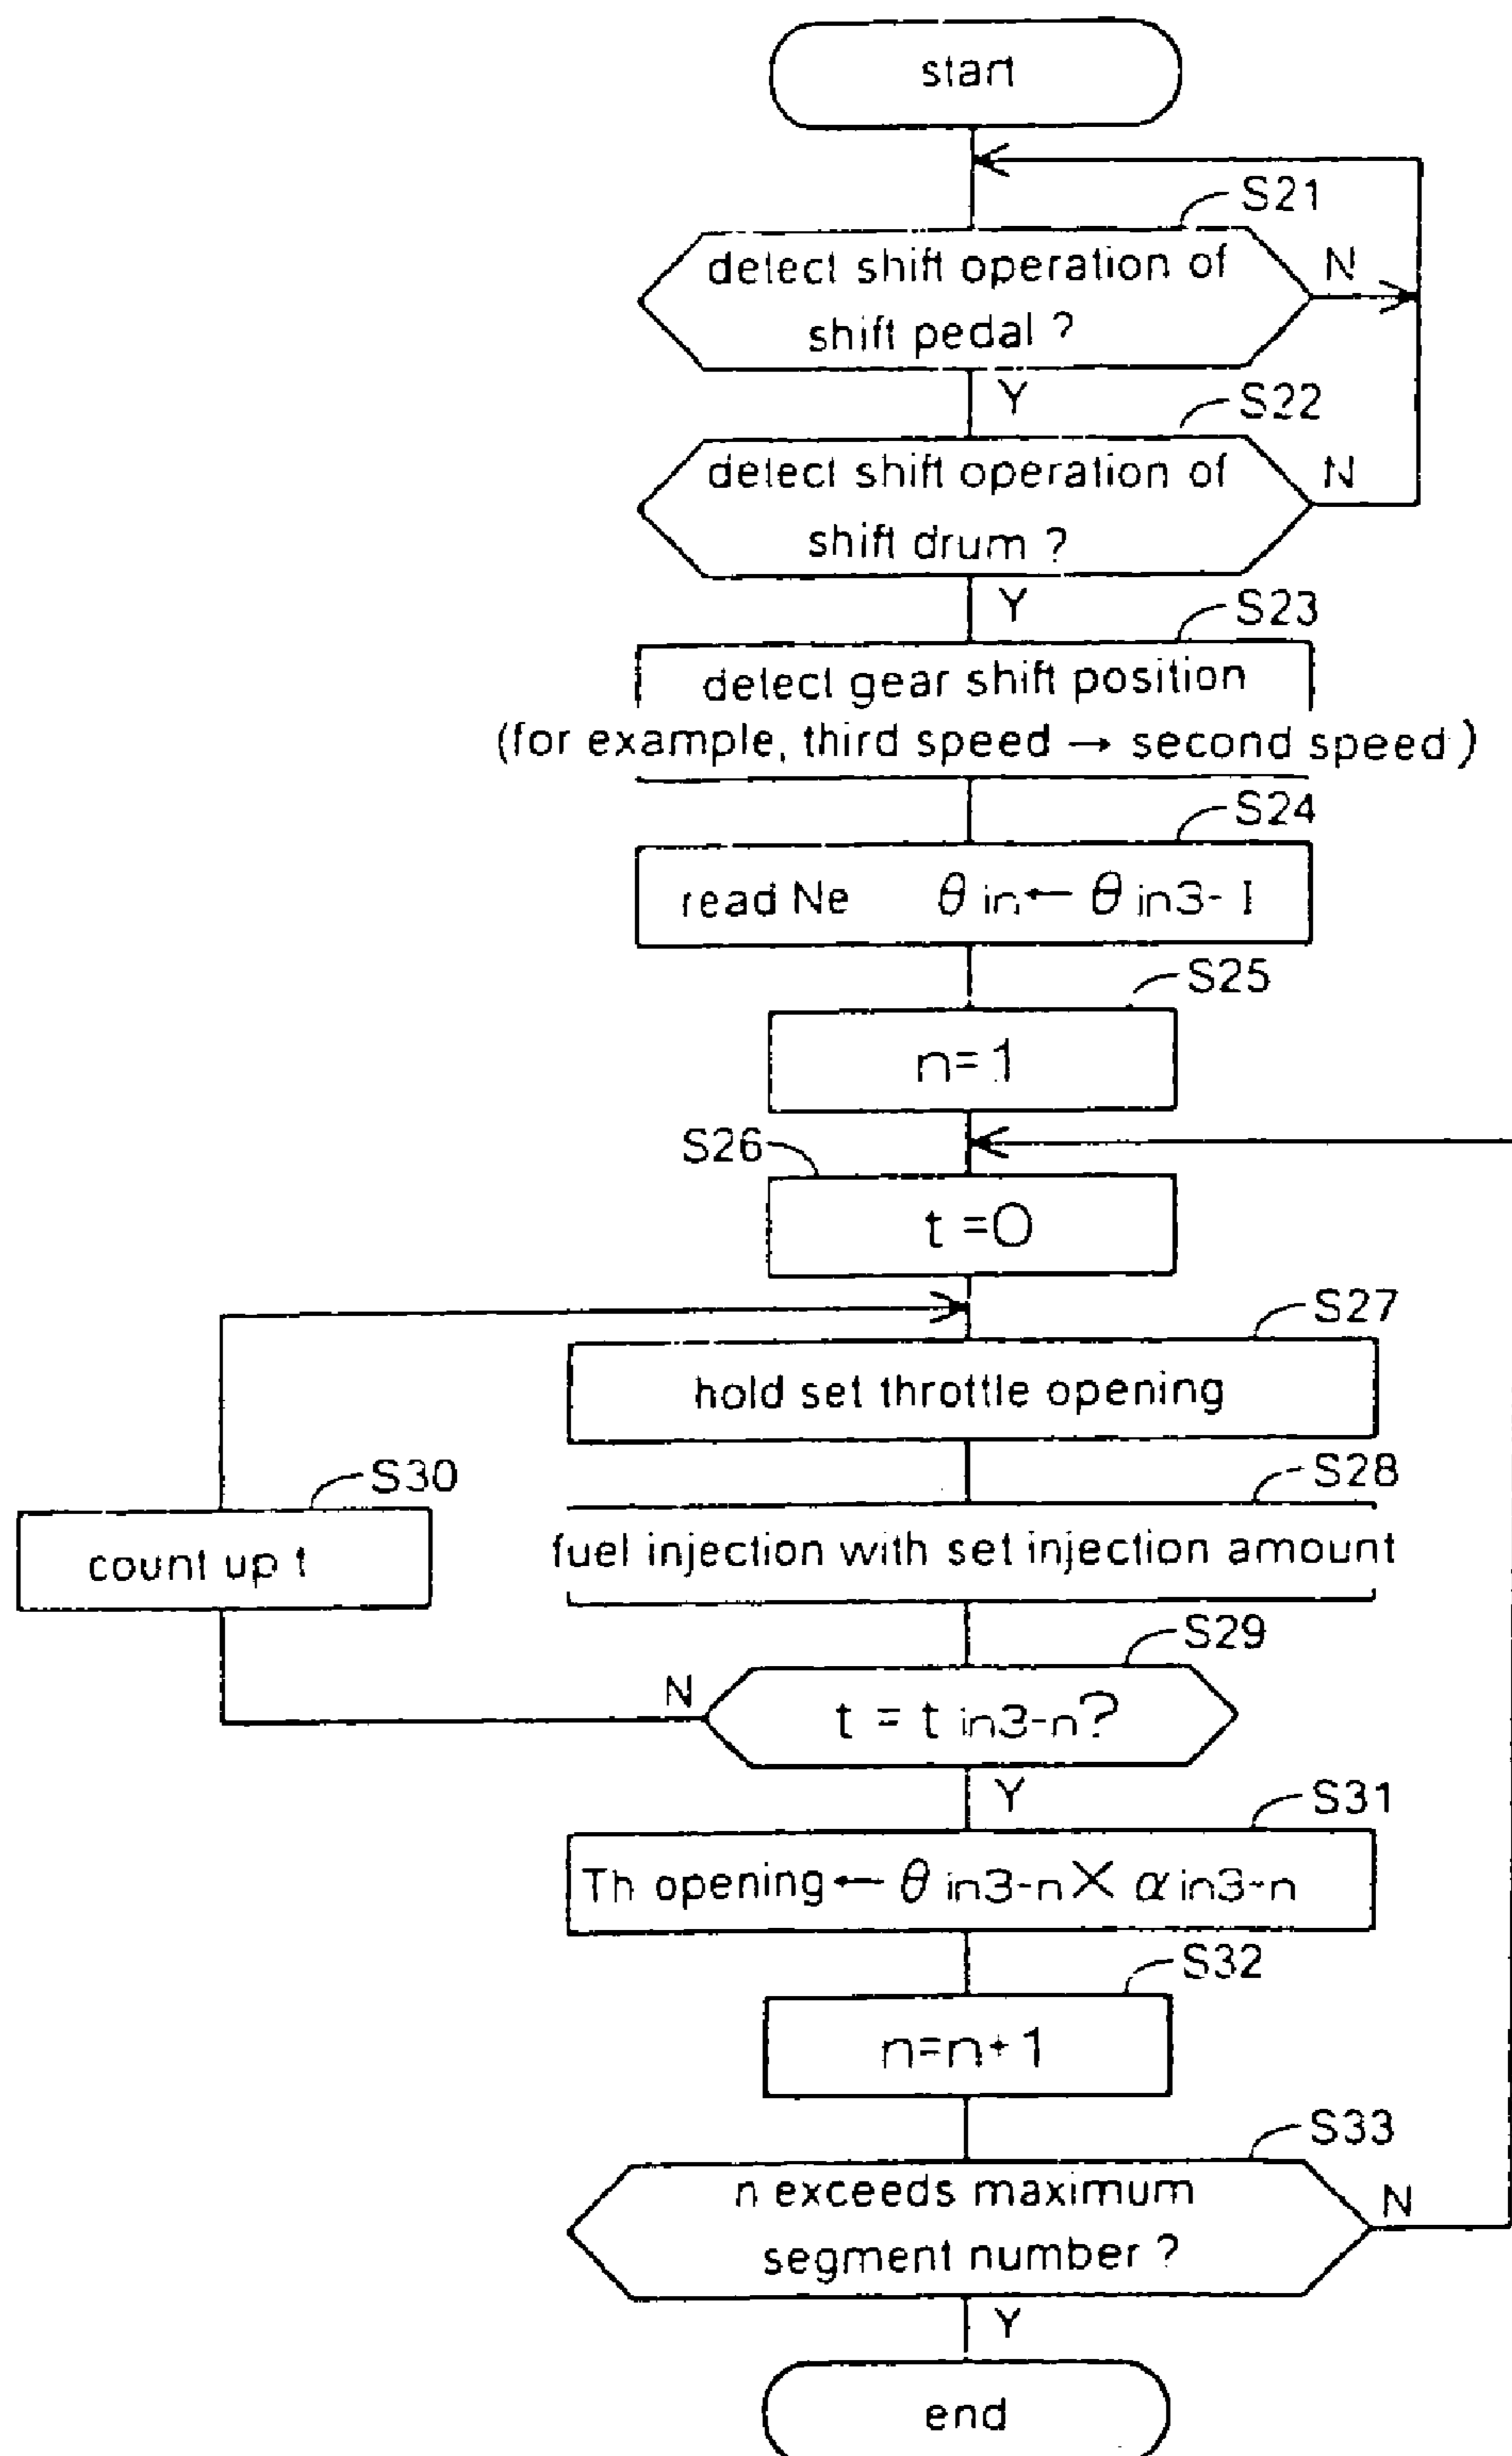 start
S21
detect shift operation of
shift pedal ?
N
Y
S22
detect shift operation of
shift drum ?
N
Y
S23
detect gear shift position
(for example, third speed → second speed)
S24
read Ne θ in ← θ in3-1
S25
n=1
S26
t=0
S27
hold set throttle opening
S28
fuel injection with set injection amount
S29
t = t in3-n?
N
S30
count up t
Y
S31
Th opening ← θ in3-n × α in3-n
S32
n=n+1
S33
n exceeds maximum
segment number ?
N
Y
end